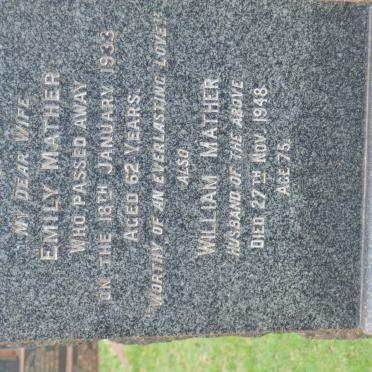 MY DEAR WIFE
EMILY MATHER
WHO PASSED AWAY
ON THE 18TH JANUARY 1933
AGED 62 YEARS.
"WORTHY OF AN EVERLASTING LOVE"
ALSO
WILLIAM MATHER
HUSBAND OF THE ABOVE
DIED 27TH NOV. 1948.
AGE 75.